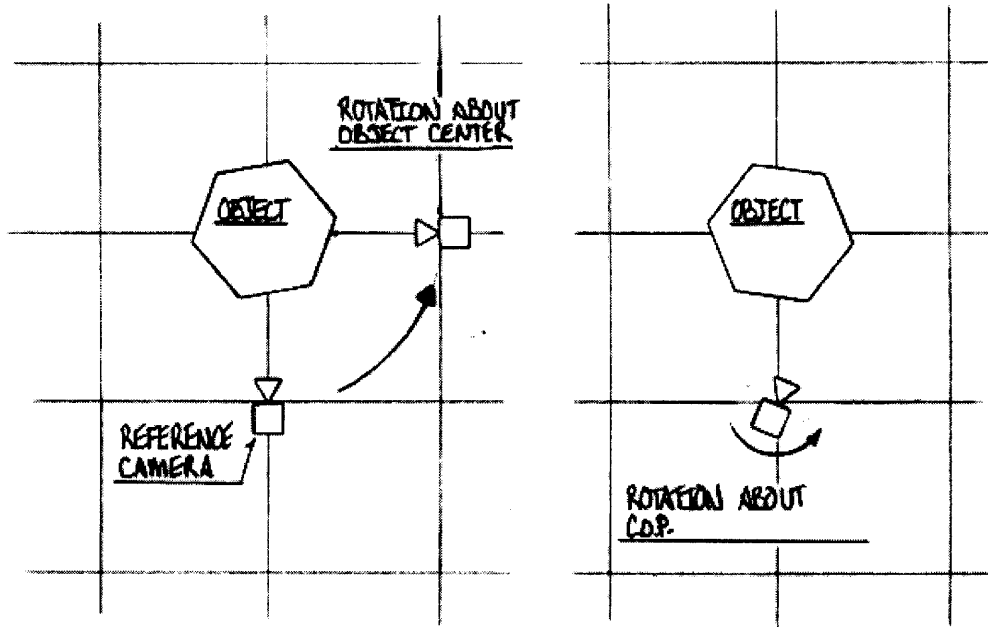 ROTATION ABOUT
OBJECT CENTER
OBJECT
REFERENCE
CAMERA
OBJECT
ROTATION ABOUT
C.O.P.